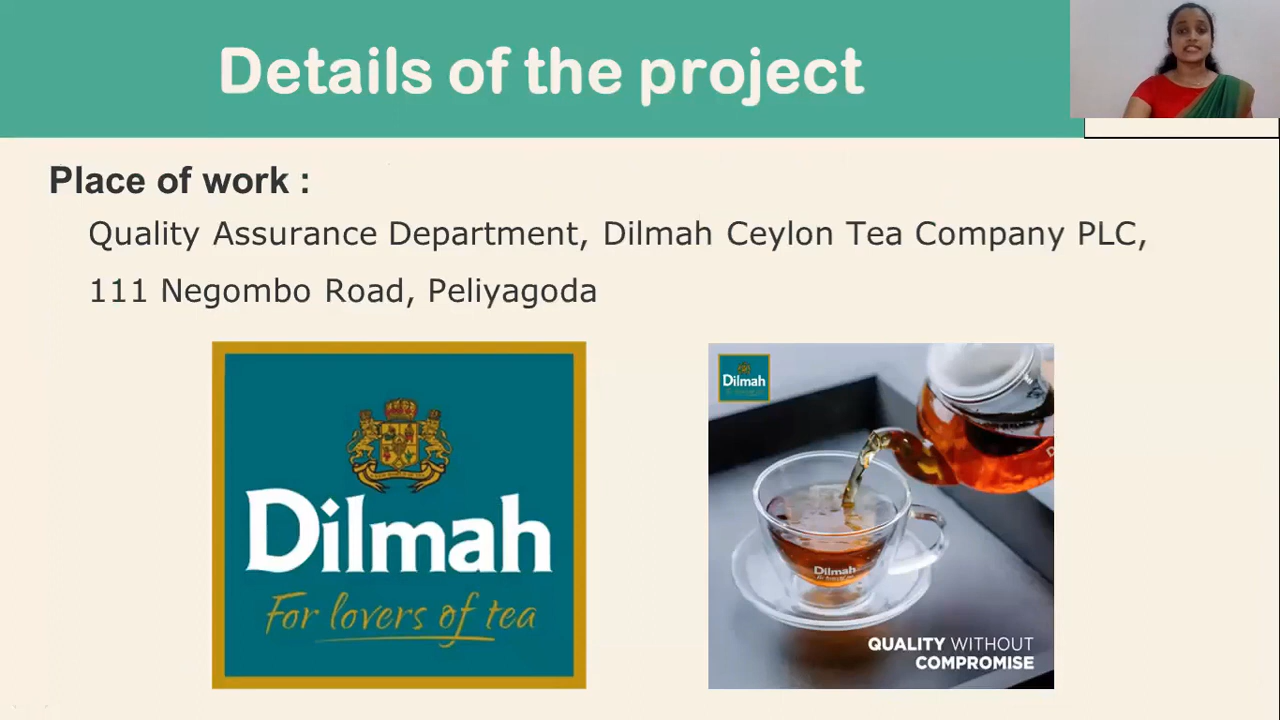 Details of the project
Place of work :
Quality Assurance Department, Dilmah Ceylon Tea Company PLC,
111 Negombo Road, Peliyagoda
Dilmah
For lovers of tea
Dilmah
Dilmah
QUALITY WITHOUT
COMPROMISE